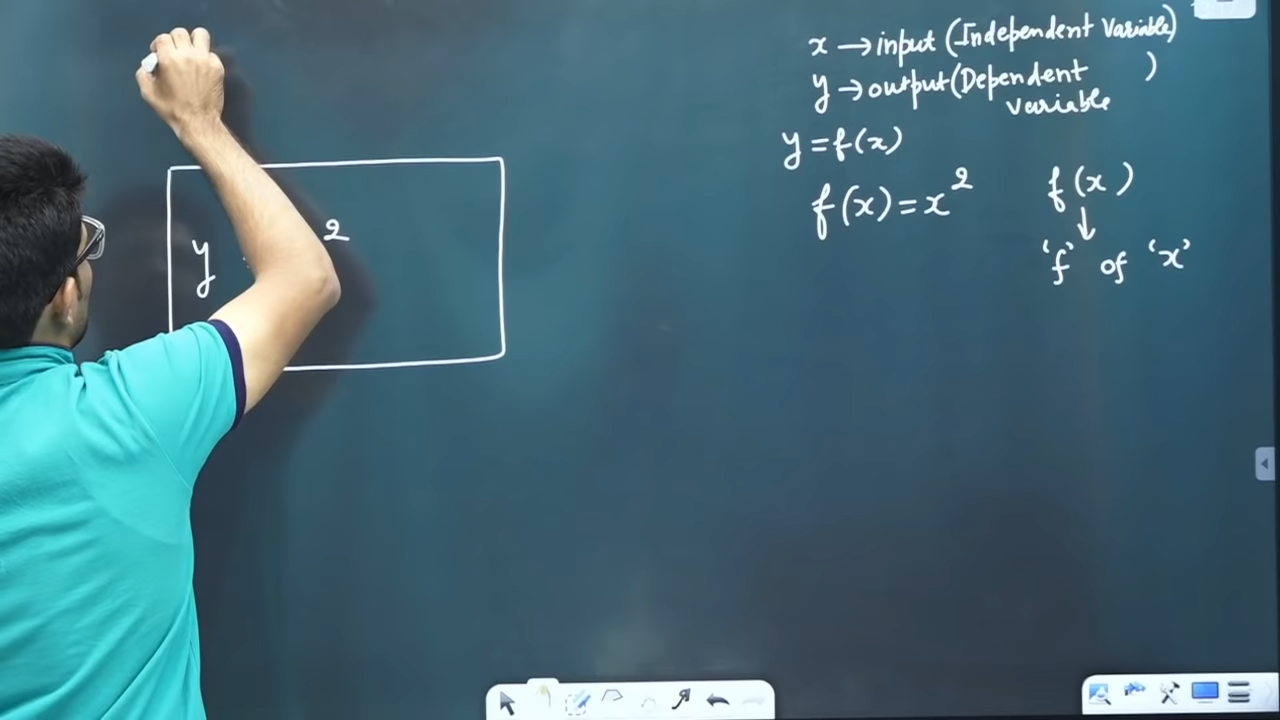 x → input (Independent Variable)
y → output (Dependent variable)
y = f(x)
f(x) = x²
f(x)
↓
'f' of 'x'
y 2